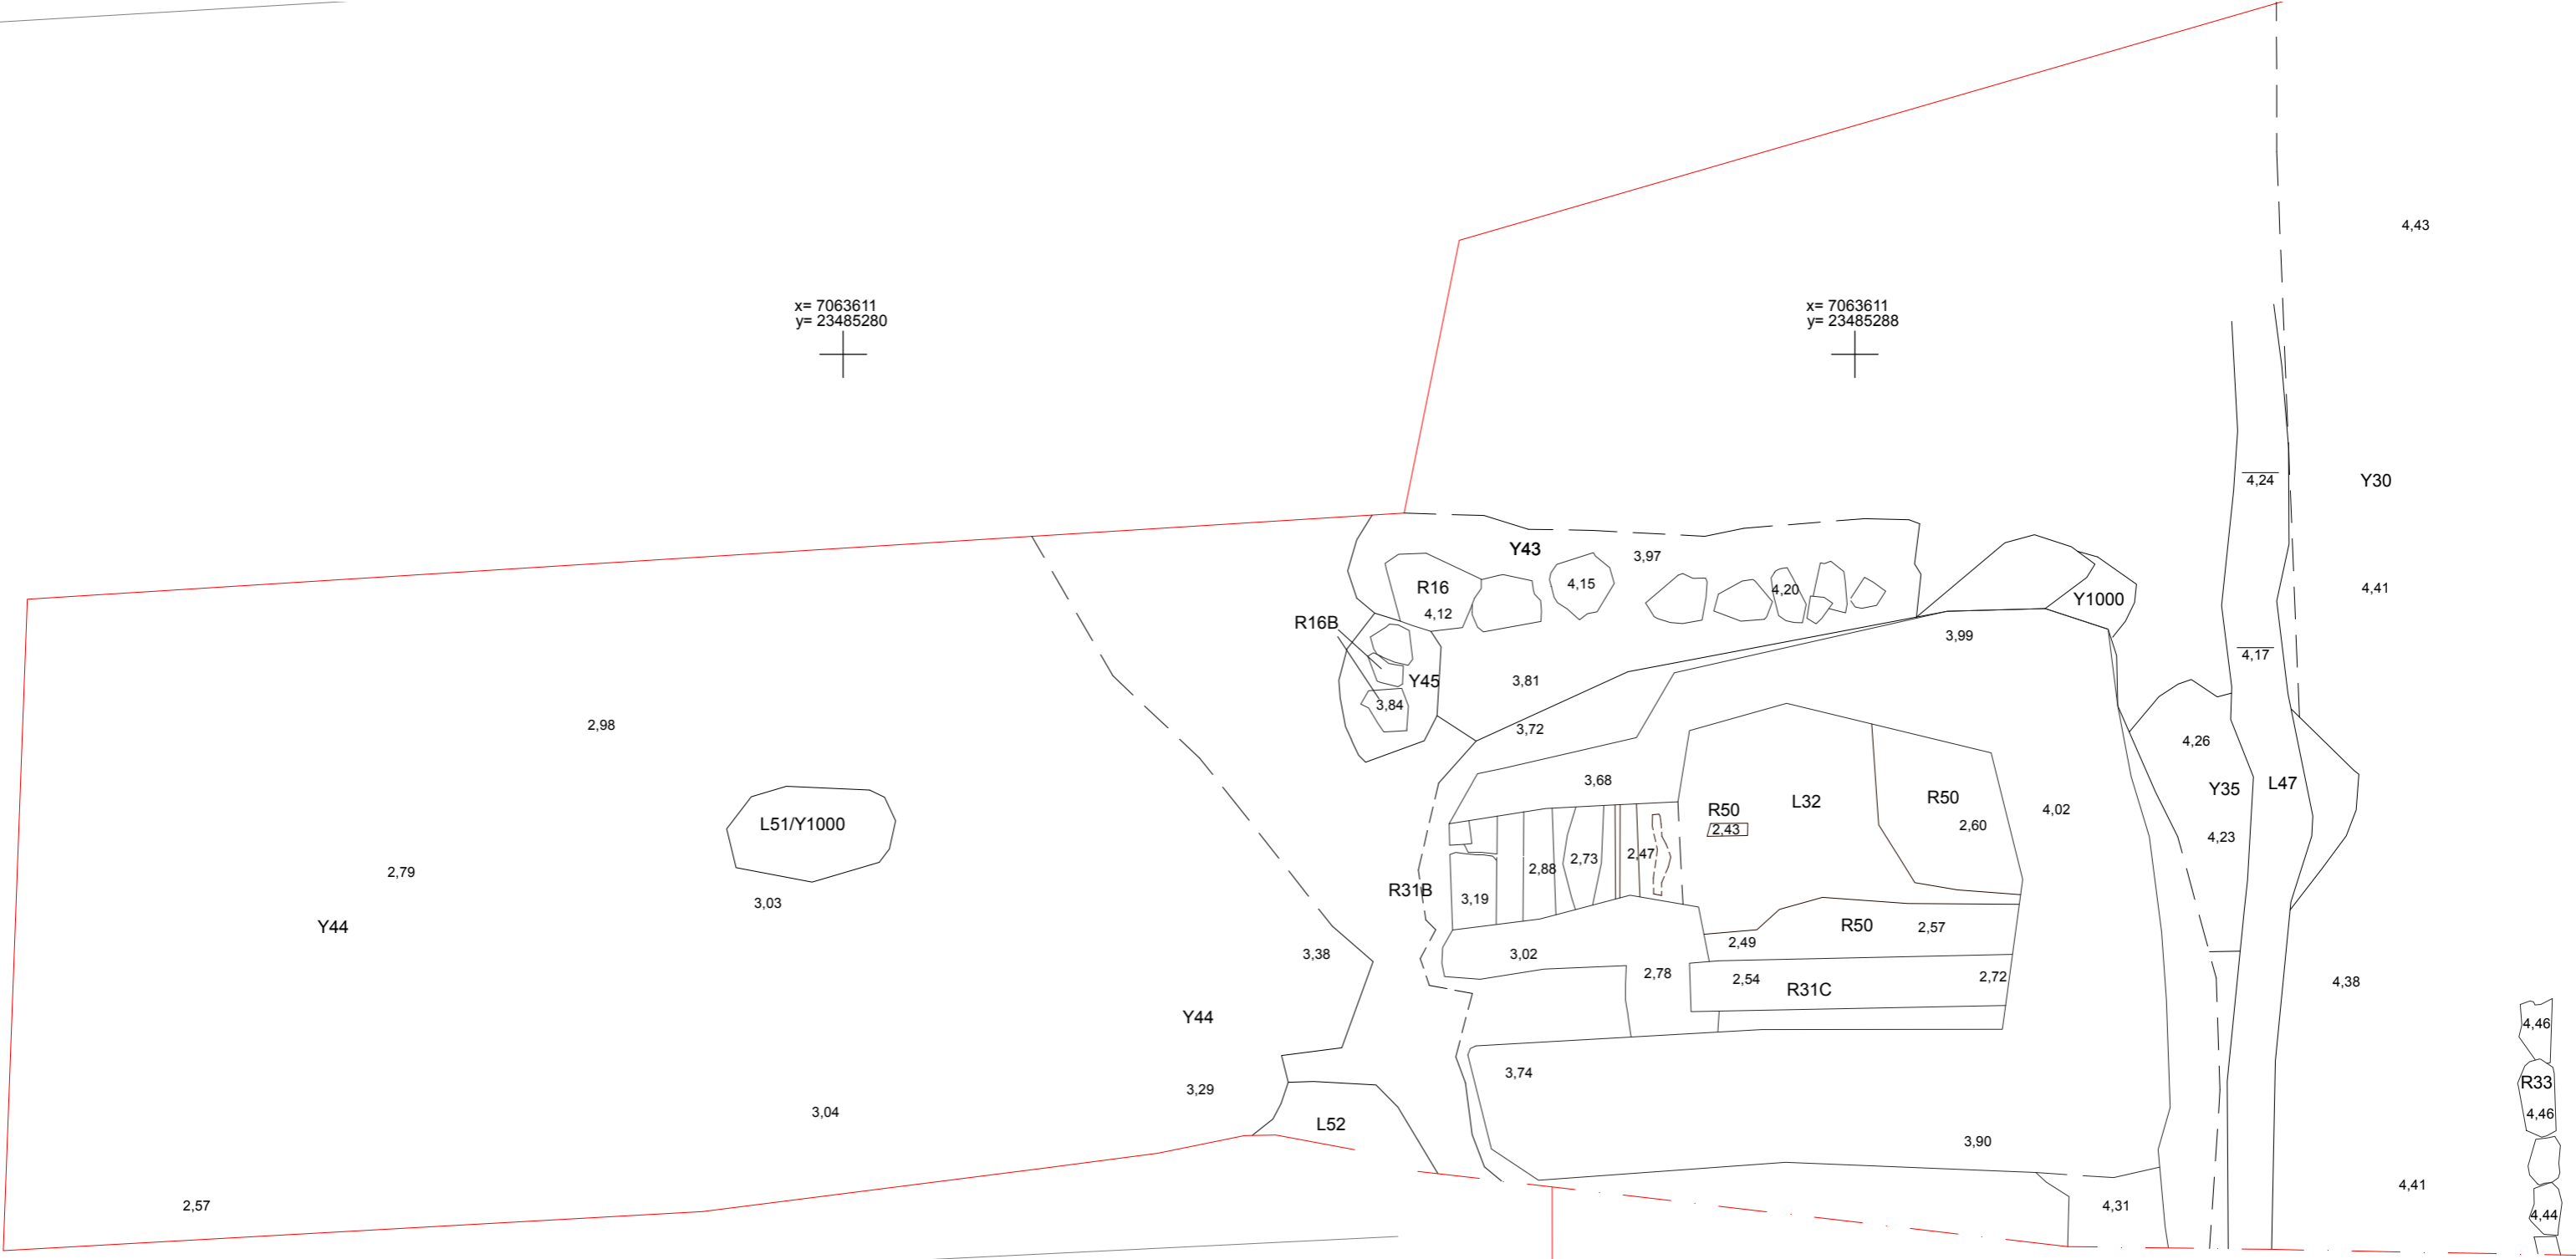 4,43
x= 7063611
y= 23485280
x= 7063611
y= 23485288
4,24
Y30
Y43
3,97
4,15
R16
4,12
4,20
4,41
Y1000
R16B
3,99
4,17
Y45
3,81
3,84
2,98
3,72
4,26
3,68
L47
Y35
L51/Y1000
R50
2,43
L32
R50
2,60
4,02
4,23
2,79
2,88
2,73
2,47
R31B
3,19
3,03
Y44
R50
2,57
2,49
3,38
3,02
2,78
2,54
2,72
R31C
4,38
Y44
4,46
3,74
R33
3,29
4,46
3,04
L52
3,90
4,41
2,57
4,31
4,44